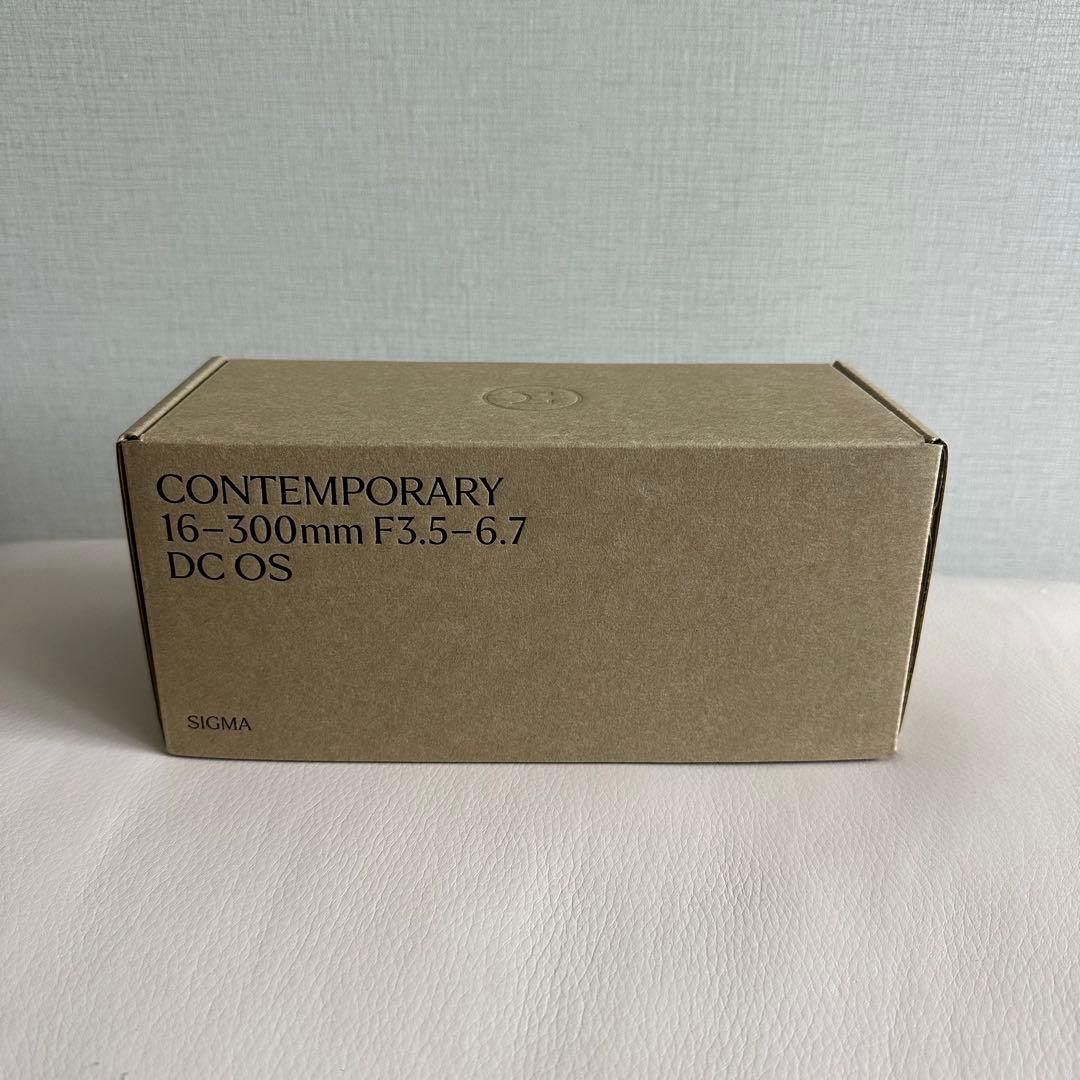 CONTEMPORARY
16–300mm F3.5–6.7
DC OS
SIGMA